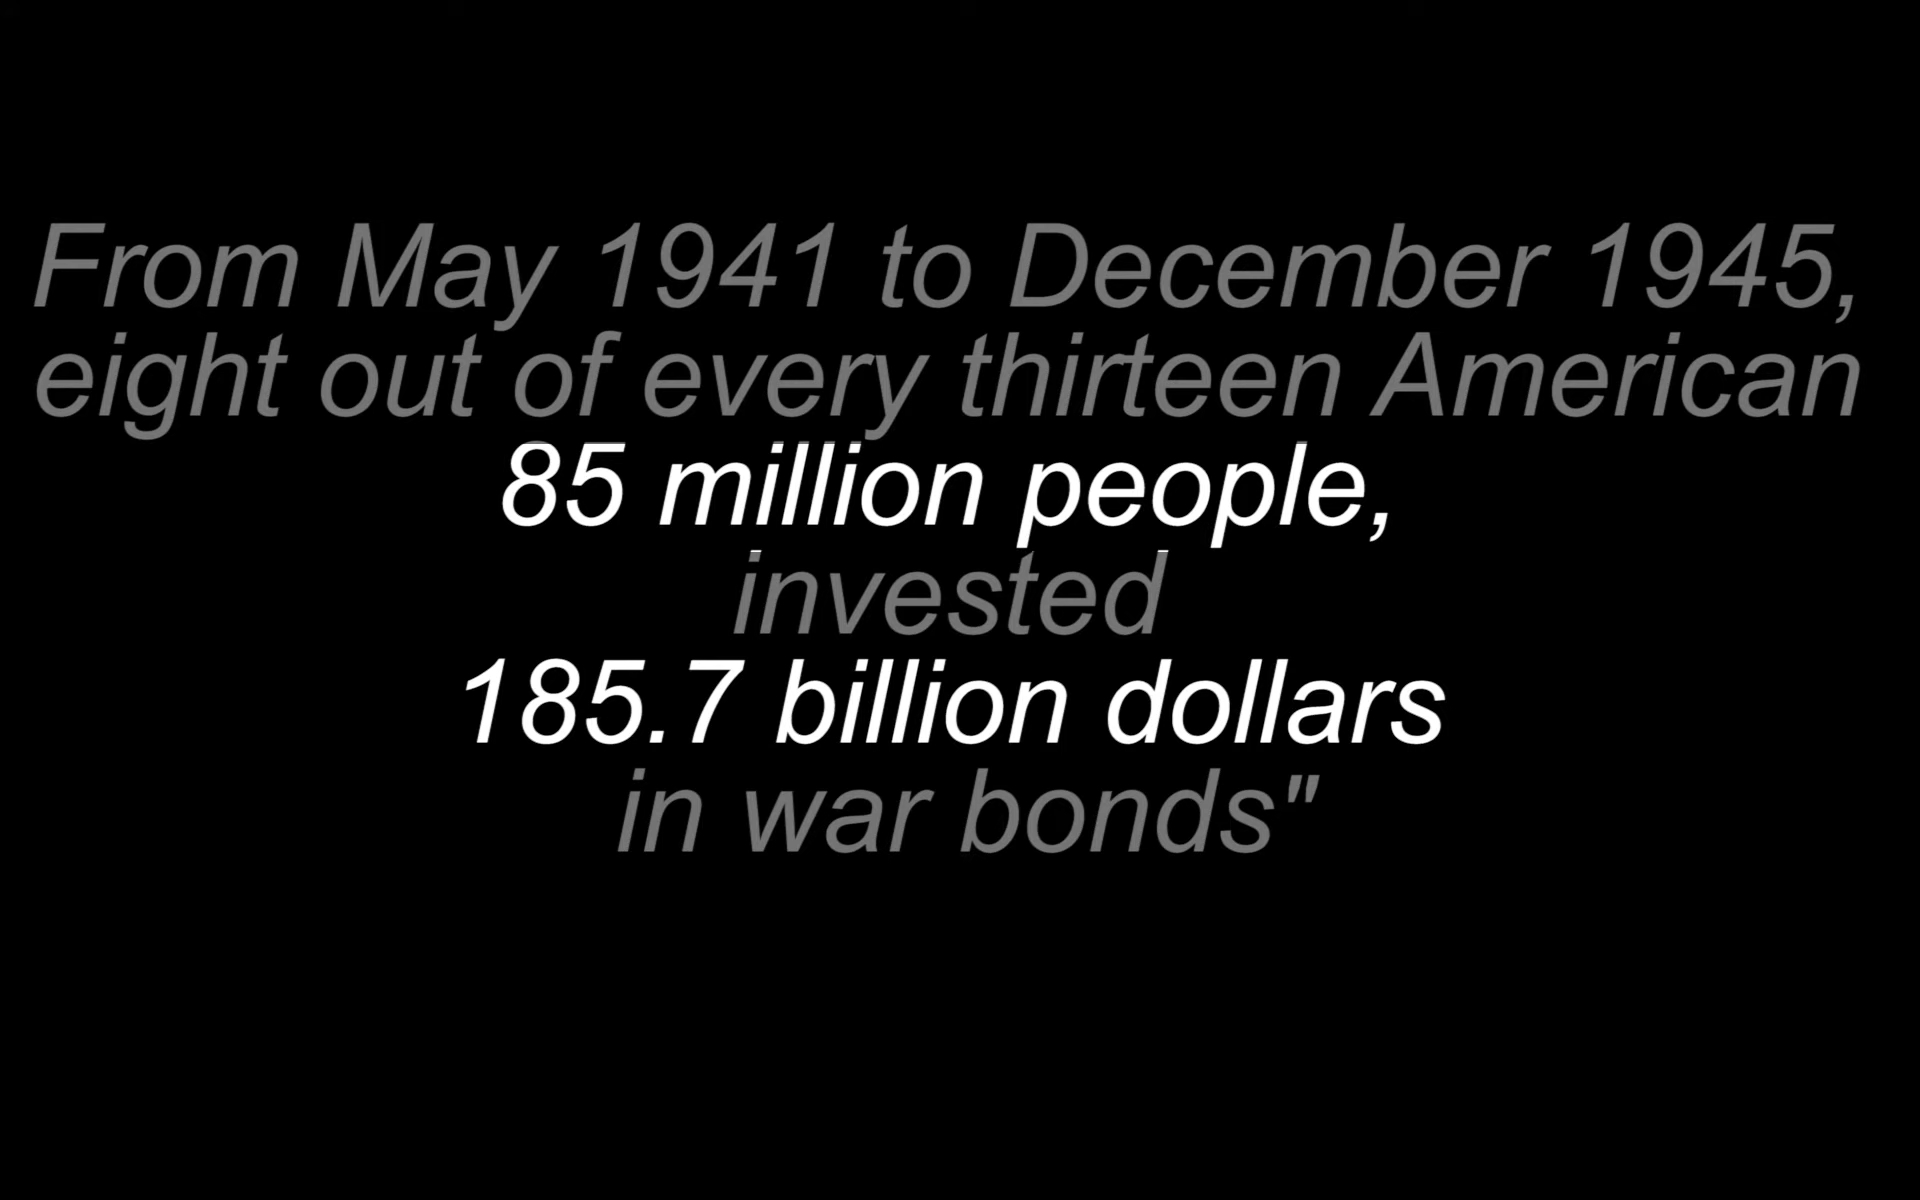 From May 1941 to December 1945,
eight out of every thirteen American
85 million people,
invested
185.7 billion dollars
in war bonds"